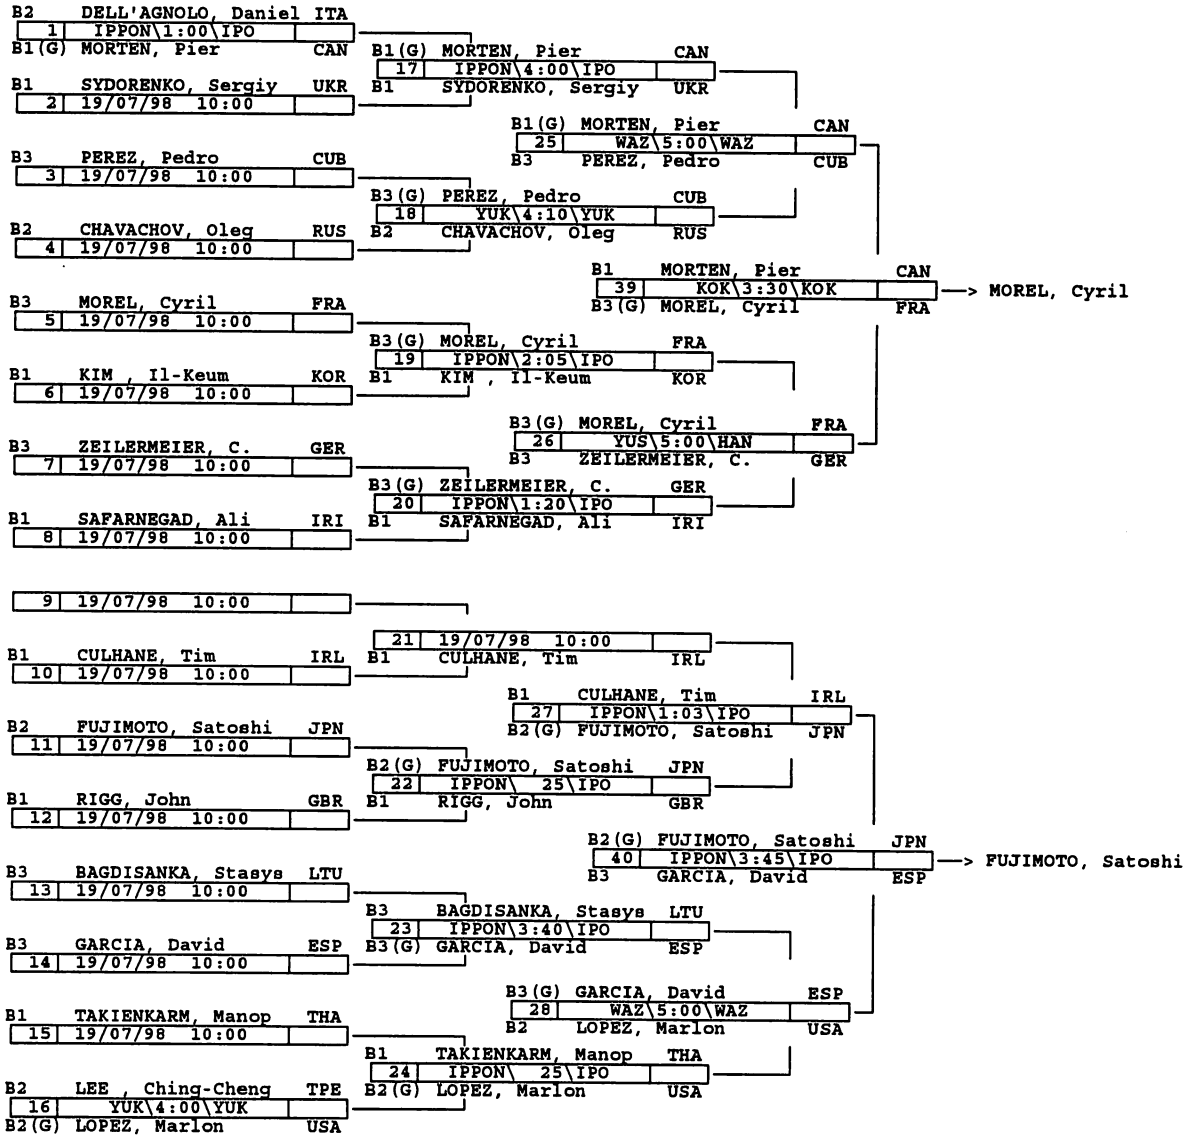 B2 DELL'AGNOLO, Daniel ITA
1 IPPON\1:00\IPO
B1(G) MORTEN, Pier CAN
B1 SYDORENKO, Sergiy UKR
2 19/07/98 10:00
B3 PEREZ, Pedro CUB
3 19/07/98 10:00
B2 CHAVACHOV, Oleg RUS
4 19/07/98 10:00
B3 MOREL, Cyril FRA
5 19/07/98 10:00
B1 KIM , Il-Keum KOR
6 19/07/98 10:00
B3 ZEILERMEIER, C. GER
7 19/07/98 10:00
B1 SAFARNEGAD, Ali IRI
8 19/07/98 10:00
9 19/07/98 10:00
B1 CULHANE, Tim IRL
10 19/07/98 10:00
B2 FUJIMOTO, Satoshi JPN
11 19/07/98 10:00
B1 RIGG, John GBR
12 19/07/98 10:00
B3 BAGDISANKA, Stasys LTU
13 19/07/98 10:00
B3 GARCIA, David ESP
14 19/07/98 10:00
B1 TAKIENKARM, Manop THA
15 19/07/98 10:00
B2 LEE , Ching-Cheng TPE
16 YUK\4:00\YUK
B2(G) LOPEZ, Marlon USA
B1(G) MORTEN, Pier CAN
17 IPPON\4:00\IPO
B1 SYDORENKO, Sergiy UKR
B3(G) PEREZ, Pedro CUB
18 YUK\4:10\YUK
B2 CHAVACHOV, Oleg RUS
B3(G) MOREL, Cyril FRA
19 IPPON\2:05\IPO
B1 KIM , Il-Keum KOR
B3(G) ZEILERMEIER, C. GER
20 IPPON\1:20\IPO
B1 SAFARNEGAD, Ali IRI
21 19/07/98 10:00
B1 CULHANE, Tim IRL
B2(G) FUJIMOTO, Satoshi JPN
22 IPPON\ 25\IPO
B1 RIGG, John GBR
B3 BAGDISANKA, Stasys LTU
23 IPPON\3:40\IPO
B3(G) GARCIA, David ESP
B1 TAKIENKARM, Manop THA
24 IPPON\ 25\IPO
B2(G) LOPEZ, Marlon USA
B1(G) MORTEN, Pier CAN
25 WAZ\5:00\WAZ
B3 PEREZ, Pedro CUB
B3(G) MOREL, Cyril FRA
26 YUS\5:00\HAN
B3 ZEILERMEIER, C. GER
B1 CULHANE, Tim IRL
27 IPPON\1:03\IPO
B2(G) FUJIMOTO, Satoshi JPN
B3(G) GARCIA, David ESP
28 WAZ\5:00\WAZ
B2 LOPEZ, Marlon USA
B1 MORTEN, Pier CAN
39 KOK\3:30\KOK
B3(G) MOREL, Cyril FRA
B2(G) FUJIMOTO, Satoshi JPN
40 IPPON\3:45\IPO
B3 GARCIA, David ESP
MOREL, Cyril
FUJIMOTO, Satoshi